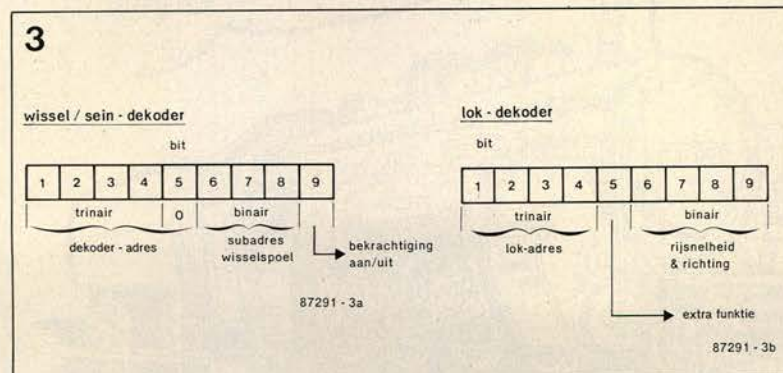 3
wissel / sein - dekoder
bit
1 2 3 4 5 6 7 8 9
trinair 0 binair
dekoder - adres
subadres
wisselspoel
bekrachtiging
aan/uit
87291 - 3a
lok - dekoder
bit
1 2 3 4 5 6 7 8 9
trinair binair
lok-adres
rijsnelheid
& richting
extra funktie
87291 - 3b